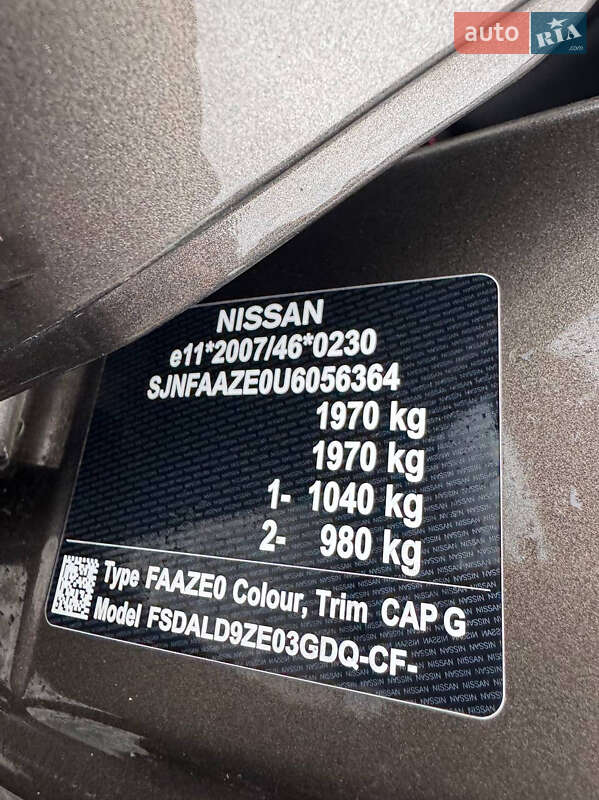 auto RIA.com
NISSAN
e11*2007/46*0230
SJNFAAZE0U6056364
1970 kg
1970 kg
1- 1040 kg
2- 980 kg
Type FAAZE0 Colour, Trim CAP G
Model FSDALD9ZE03GDQ-CF-